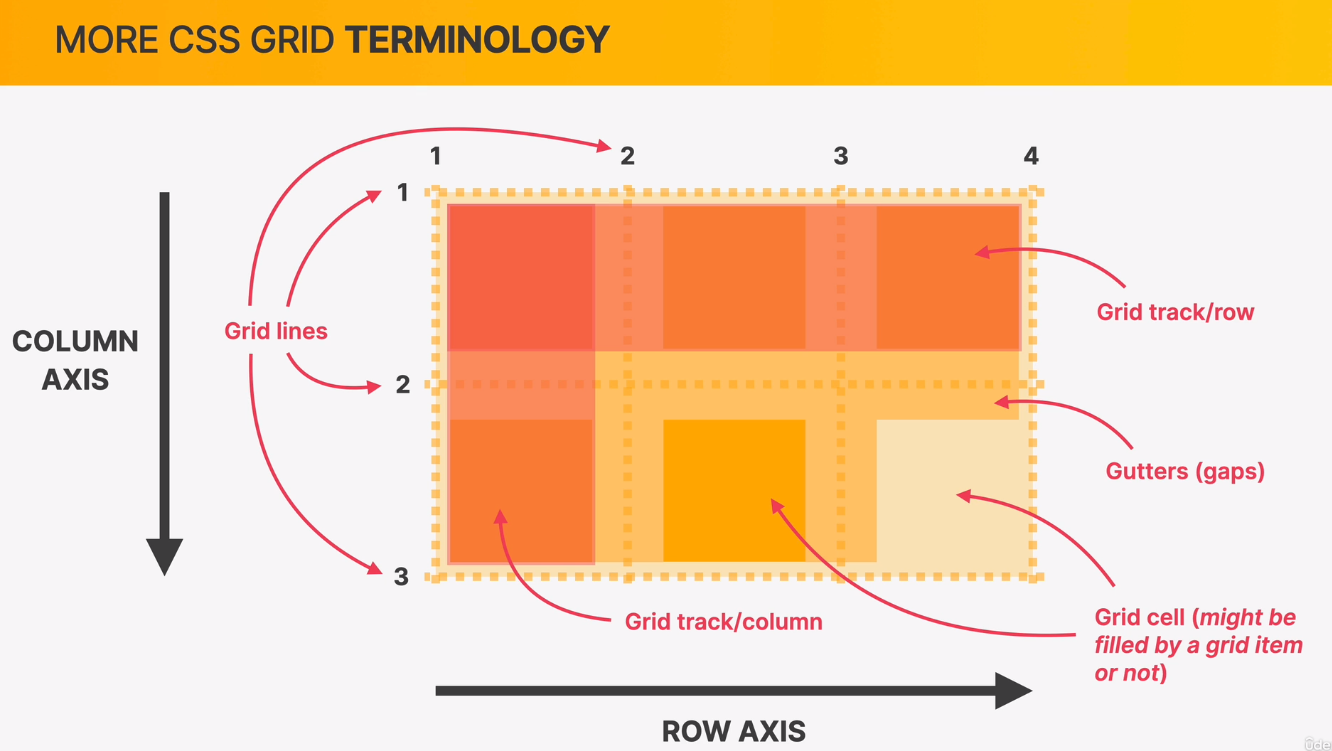 MORE CSS GRID TERMINOLOGY
1 2 3 4
1
Grid track/row
Grid lines
COLUMN
AXIS
2
Gutters (gaps)
3
Grid track/column
Grid cell (might be
filled by a grid item
or not)
ROW AXIS